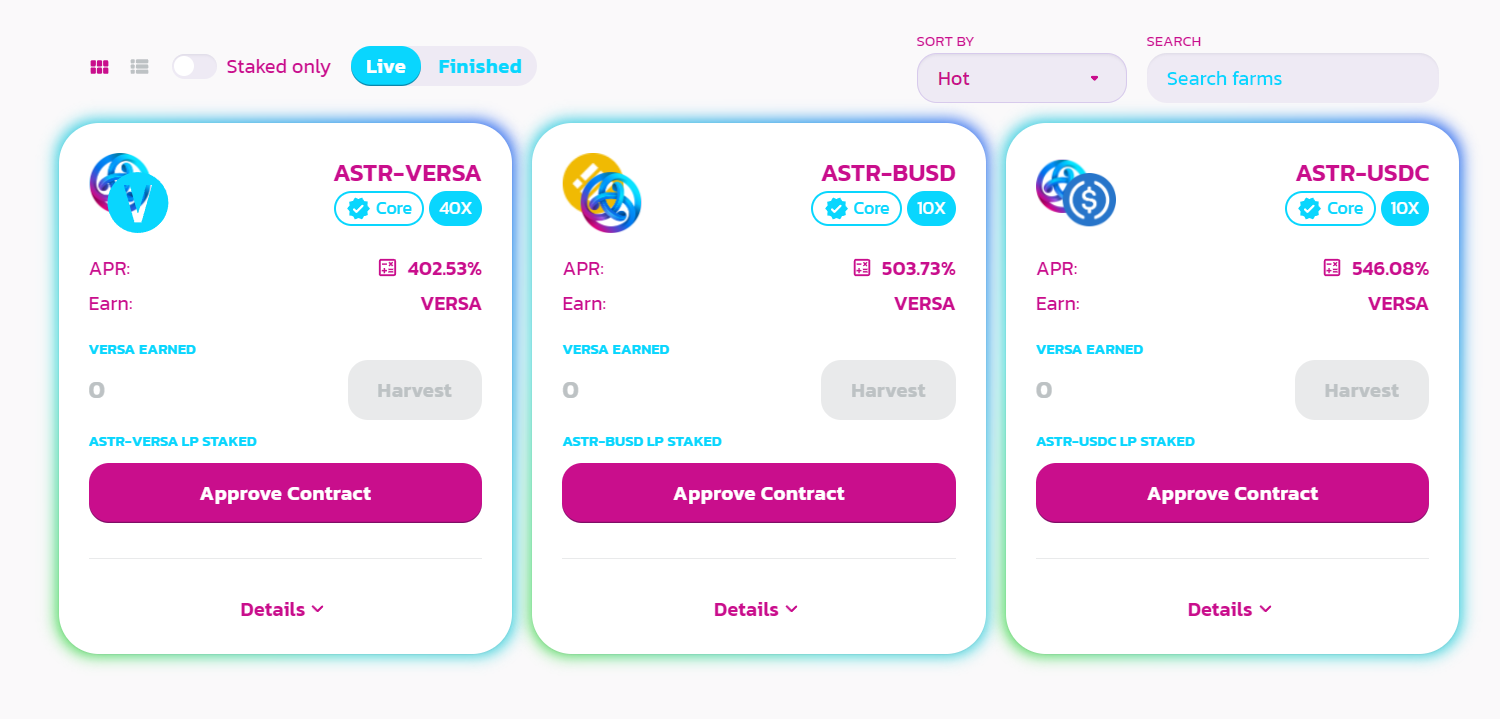 SORT BY
SEARCH
Staked only
Live
Finished
Hot
Search farms
ASTR-VERSA
Core
40X
APR:
402.53%
Earn:
VERSA
VERSA EARNED
0
Harvest
ASTR-VERSA LP STAKED
Approve Contract
Details
ASTR-BUSD
Core
10X
APR:
503.73%
Earn:
VERSA
VERSA EARNED
0
Harvest
ASTR-BUSD LP STAKED
Approve Contract
Details
ASTR-USDC
Core
10X
APR:
546.08%
Earn:
VERSA
VERSA EARNED
0
Harvest
ASTR-USDC LP STAKED
Approve Contract
Details